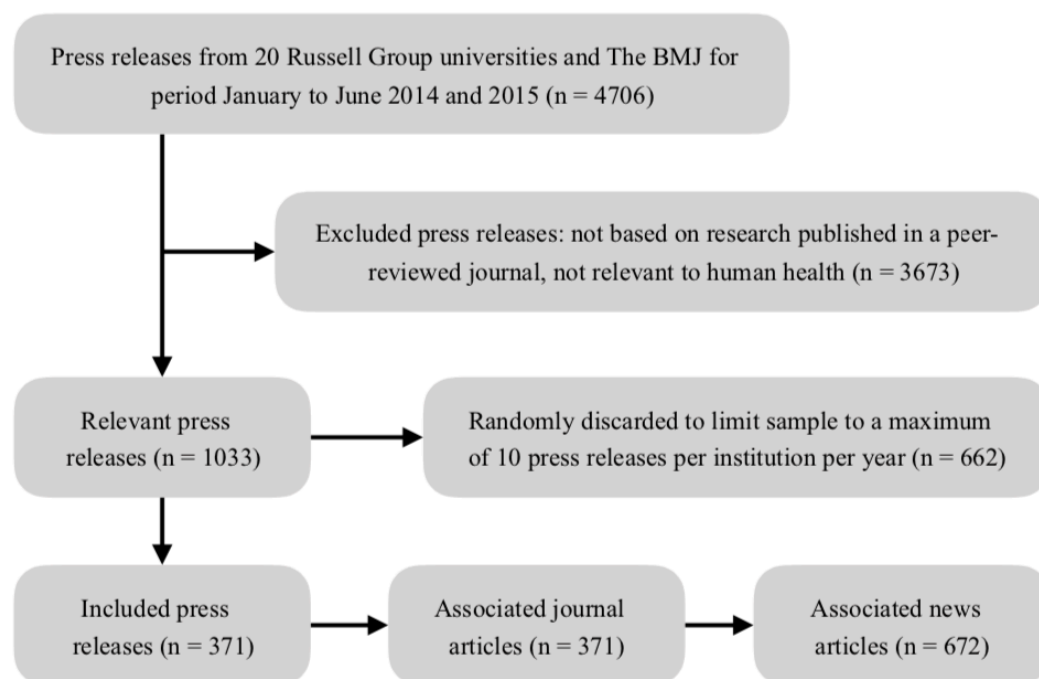 Press releases from 20 Russell Group universities and The BMJ for
period January to June 2014 and 2015 (n = 4706)
Excluded press releases: not based on research published in a peer-
reviewed journal, not relevant to human health (n = 3673)
Relevant press
releases (n = 1033)
Randomly discarded to limit sample to a maximum
of 10 press releases per institution per year (n = 662)
Included press
releases (n = 371)
Associated journal
articles (n = 371)
Associated news
articles (n = 672)